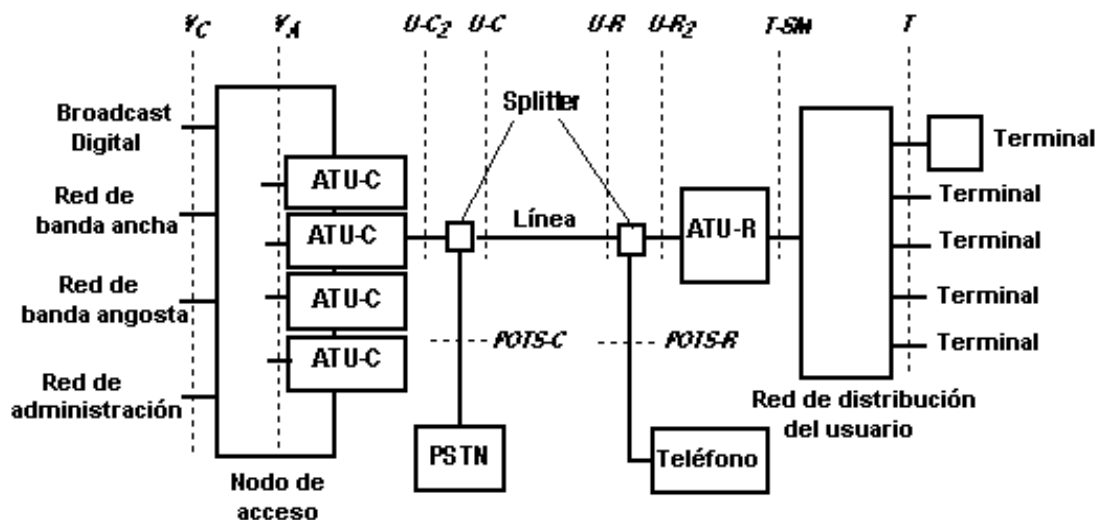 V_C V_A U-C₂ U-C U-R U-R₂ T-SM T
Splitter
Broadcast
Digital
Red de
banda ancha
Red de
banda angosta
Red de
administración
ATU-C
ATU-C
ATU-C
ATU-C
Línea
ATU-R
POTS-C
POTS-R
PSTN
Teléfono
Terminal
Terminal
Terminal
Terminal
Terminal
Red de distribución
del usuario
Nodo de
acceso